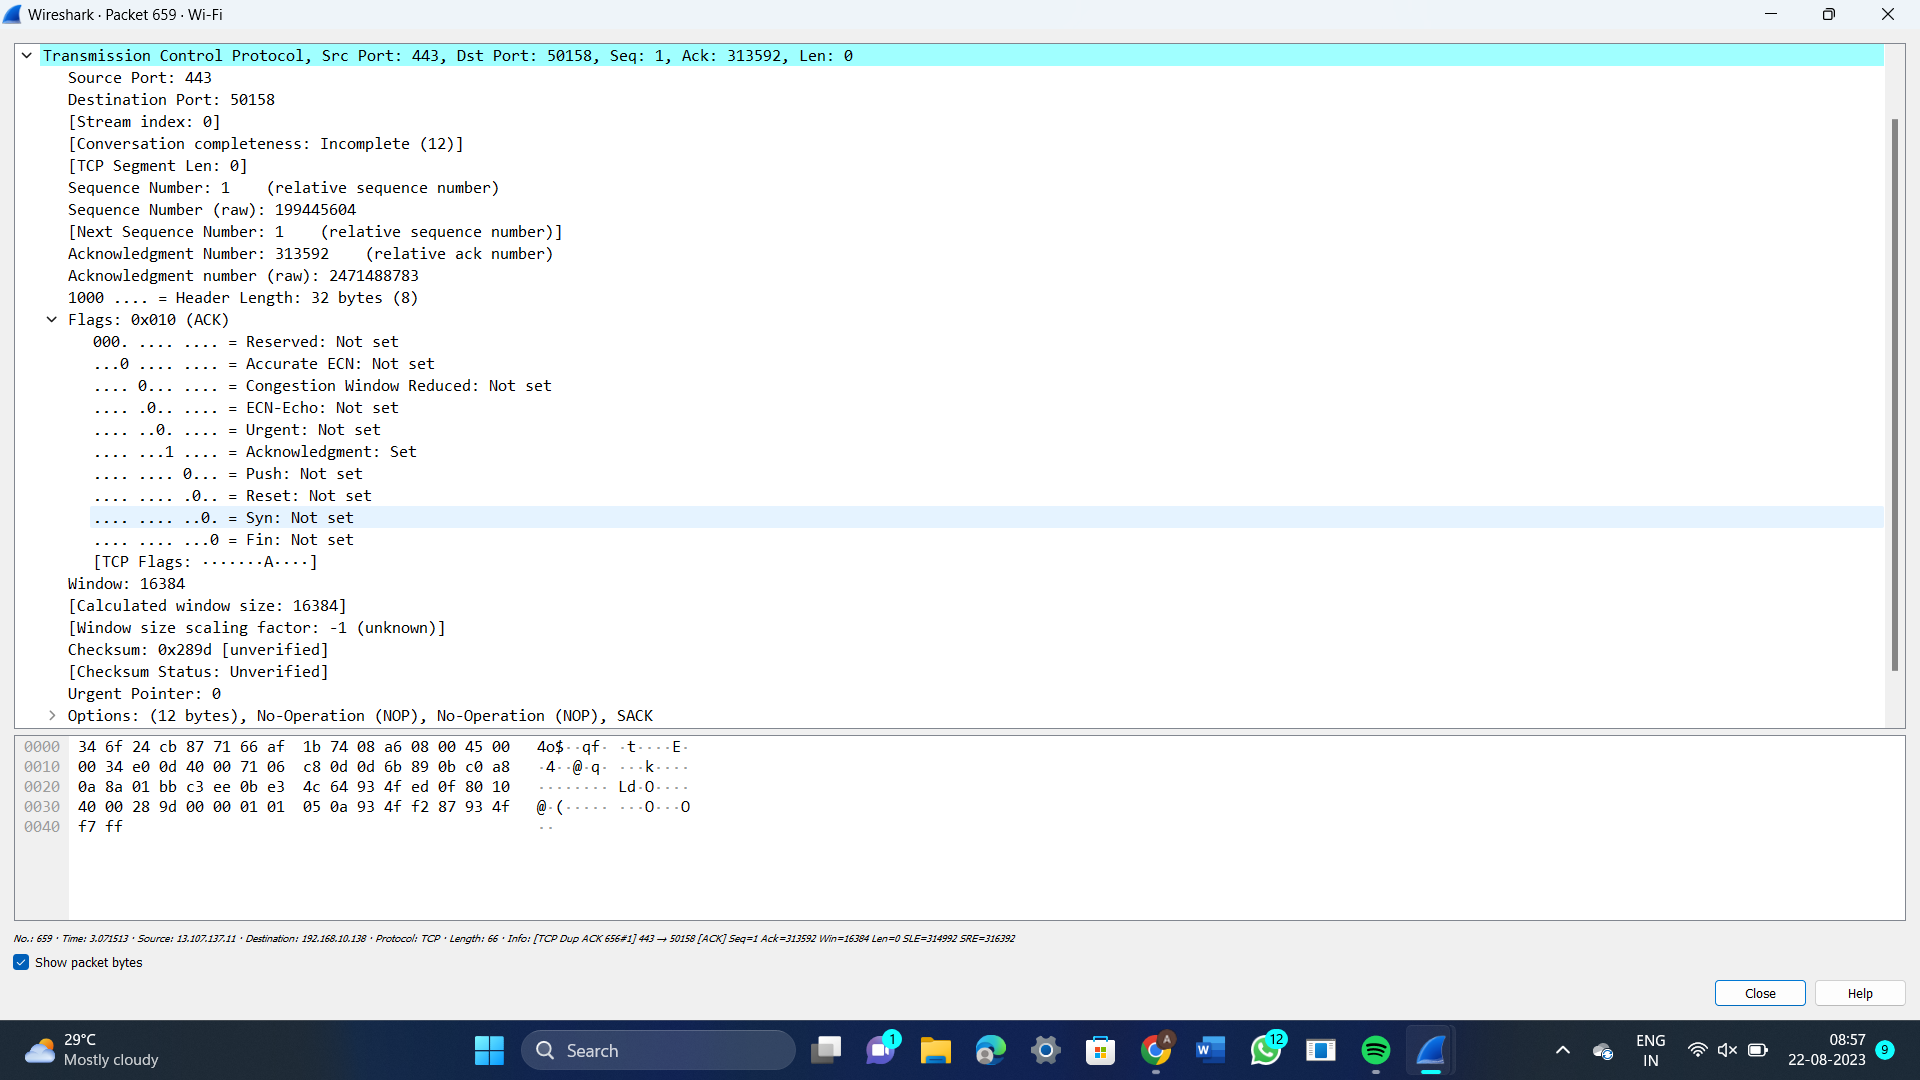 Wireshark · Packet 659 · Wi-Fi
Transmission Control Protocol, Src Port: 443, Dst Port: 50158, Seq: 1, Ack: 313592, Len: 0
Source Port: 443
Destination Port: 50158
[Stream index: 0]
[Conversation completeness: Incomplete (12)]
[TCP Segment Len: 0]
Sequence Number: 1    (relative sequence number)
Sequence Number (raw): 199445604
[Next Sequence Number: 1    (relative sequence number)]
Acknowledgment Number: 313592    (relative ack number)
Acknowledgment number (raw): 2471488783
1000 .... = Header Length: 32 bytes (8)
Flags: 0x010 (ACK)
000. .... .... = Reserved: Not set
...0 .... .... = Accurate ECN: Not set
.... 0... .... = Congestion Window Reduced: Not set
.... .0.. .... = ECN-Echo: Not set
.... ..0. .... = Urgent: Not set
.... ...1 .... = Acknowledgment: Set
.... .... 0... = Push: Not set
.... .... .0.. = Reset: Not set
.... .... ..0. = Syn: Not set
.... .... ...0 = Fin: Not set
[TCP Flags: ·······A····]
Window: 16384
[Calculated window size: 16384]
[Window size scaling factor: -1 (unknown)]
Checksum: 0x289d [unverified]
[Checksum Status: Unverified]
Urgent Pointer: 0
Options: (12 bytes), No-Operation (NOP), No-Operation (NOP), SACK
0000 34 6f 24 cb 87 71 66 af  1b 74 08 a6 08 00 45 00   4o$··qf· ·t····E·
0010 00 34 e0 0d 40 00 71 06  c8 0d 0d 6b 89 0b c0 a8   ·4··@·q· ···k····
0020 0a 8a 01 bb c3 ee 0b e3  4c 64 93 4f ed 0f 80 10   ········ Ld·O····
0030 40 00 28 9d 00 00 01 01  05 0a 93 4f f2 87 93 4f   @·(····· ···O···O
0040 f7 ff   ··
No.: 659 · Time: 3.071513 · Source: 13.107.137.11 · Destination: 192.168.10.138 · Protocol: TCP · Length: 66 · Info: [TCP Dup ACK 656#1] 443 → 50158 [ACK] Seq=1 Ack=313592 Win=16384 Len=0 SLE=314992 SRE=316392
Show packet bytes
Close Help
29°C
Mostly cloudy
Search
1
A
W
12
ENG
IN
08:57
22-08-2023
9